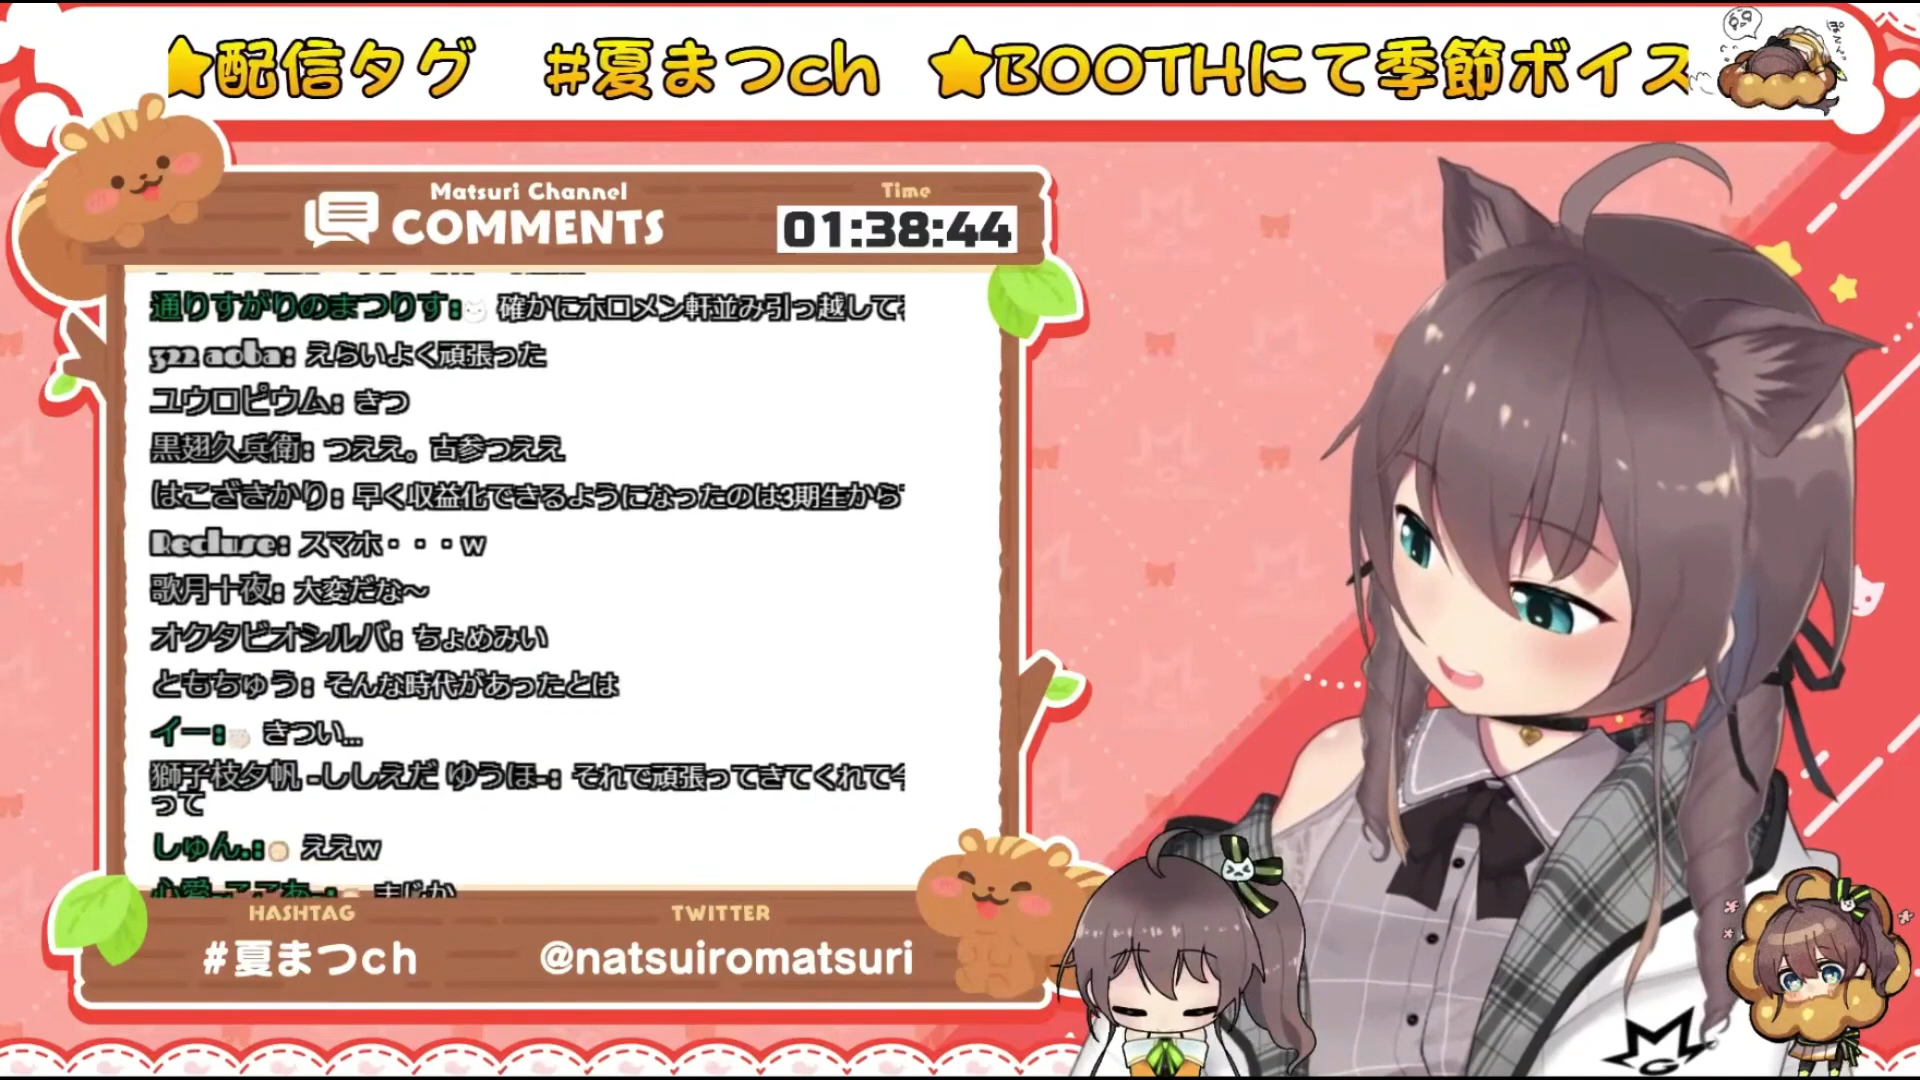 ★配信タグ #夏まつch ★BOOTHにて季節ボイス
Matsuri Channel
COMMENTS
Time
01:38:44
通りすがりのまつりす: 確かにホロメン軒並み引っ越して
322 aoba: えらいよく頑張った
ユウロピウム: きつ
黒翅久兵衛: つええ。古参つええ
はこざきかり: 早く収益化できるようになったのは3期生から
Recluse: スマホ・・・w
歌月十夜: 大変だな～
オクタビオシルバ: ちょめみい
ともちゅう: そんな時代があったとは
イー: きつい...
獅子枝夕帆 -ししえだ ゆうほ-: それで頑張ってきてくれて今
って
しゅん.: ええw
心愛-ここあ-: まじか
HASHTAG
#夏まつch
TWITTER
@natsuiromatsuri